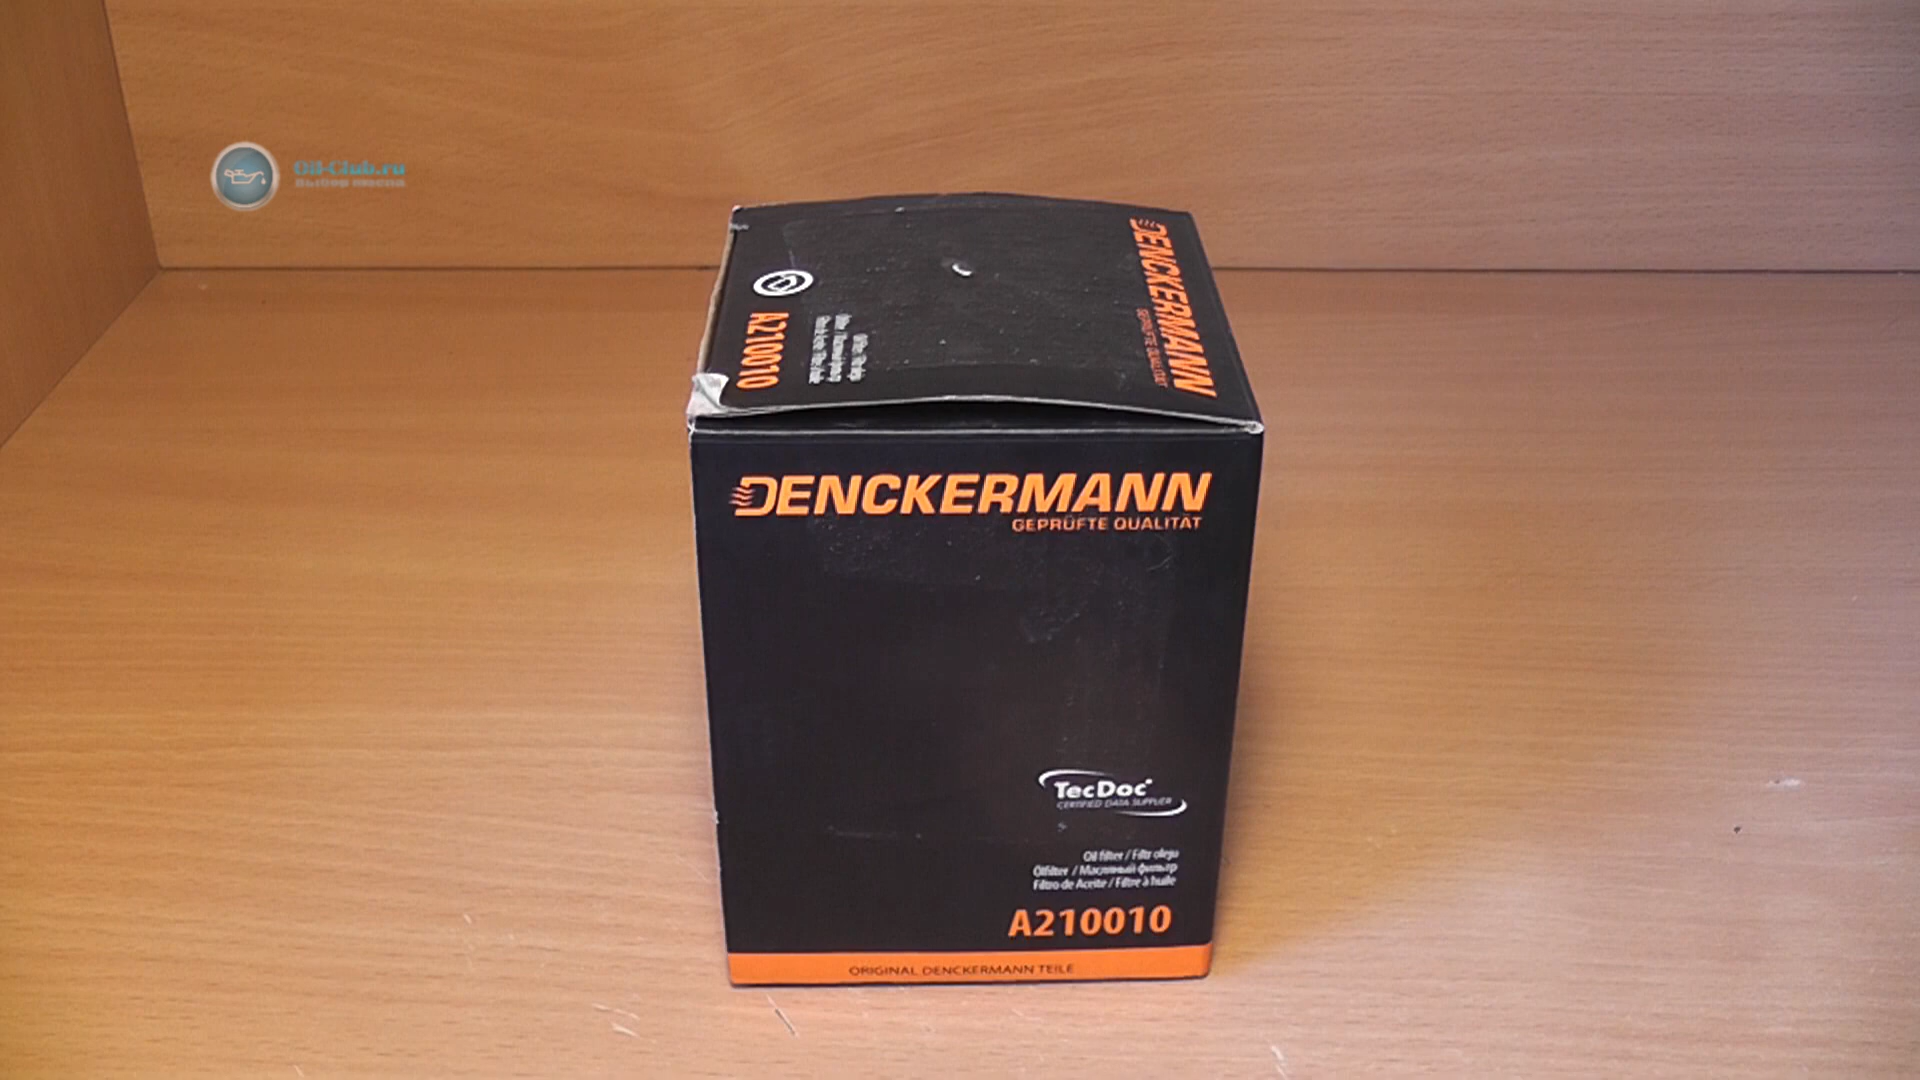 Oil-Club.ru
DENCKERMANN
GEPRÜFTE QUALITÄT
A210010
DENCKERMANN
GEPRÜFTE QUALITÄT
TecDoc
CERTIFIED DATA SUPPLIER
Oil filter / Filtr oleju
Ölfilter / Масляный фильтр
Filtro de Aceite / Filtre à huile
A210010
ORIGINAL DENCKERMANN TEILE